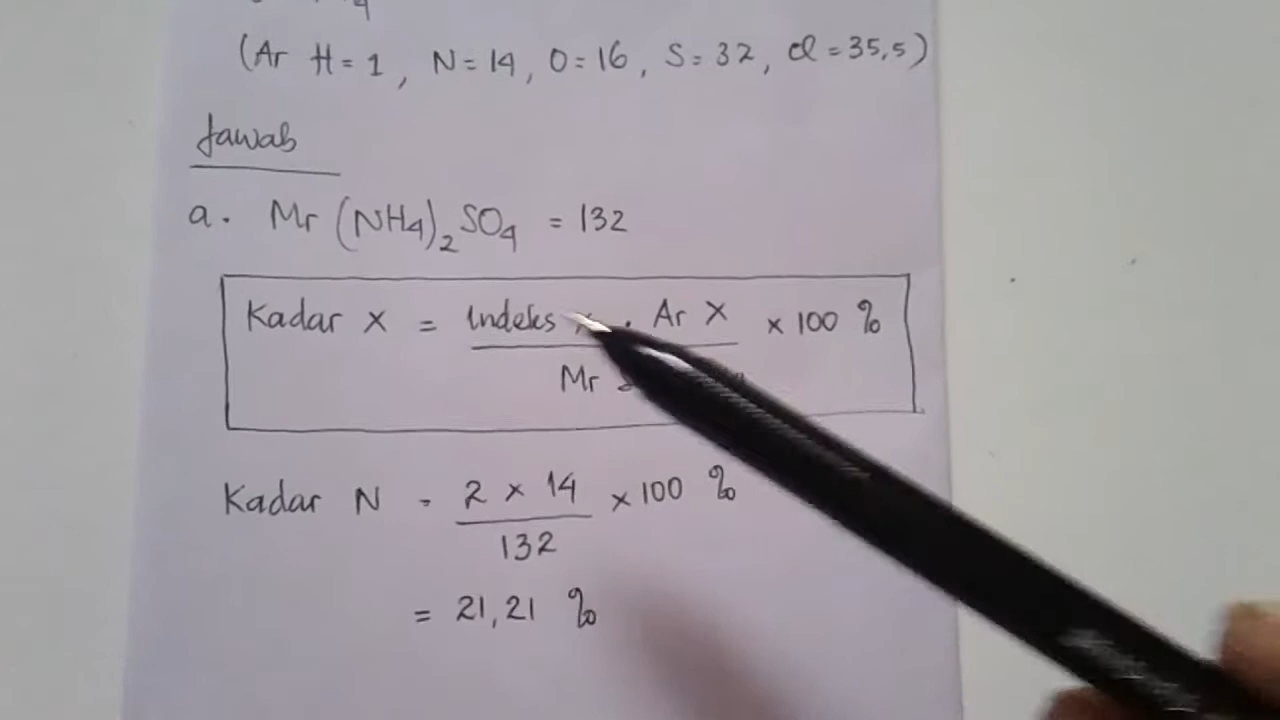 4
(Ar H = 1, N = 14, O = 16, S = 32, Cl = 35,5)
Jawab
a. Mr (NH4)2SO4 = 132
Kadar X = Indeks . Ar X x 100 %
Mr
Kadar N = 2 x 14 x 100 %
132
= 21,21 %